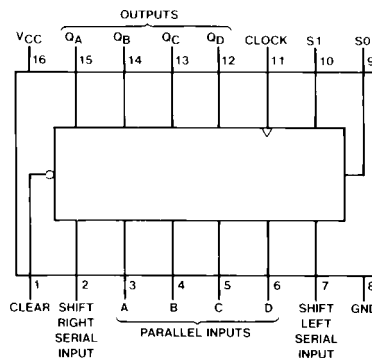 OUTPUTS
VCC QA QB QC QD CLOCK S1 S0
16 15 14 13 12 11 10 9
1 2 3 4 5 6 7 8
CLEAR SHIFT RIGHT SERIAL INPUT A B C D SHIFT LEFT SERIAL INPUT GND
PARALLEL INPUTS